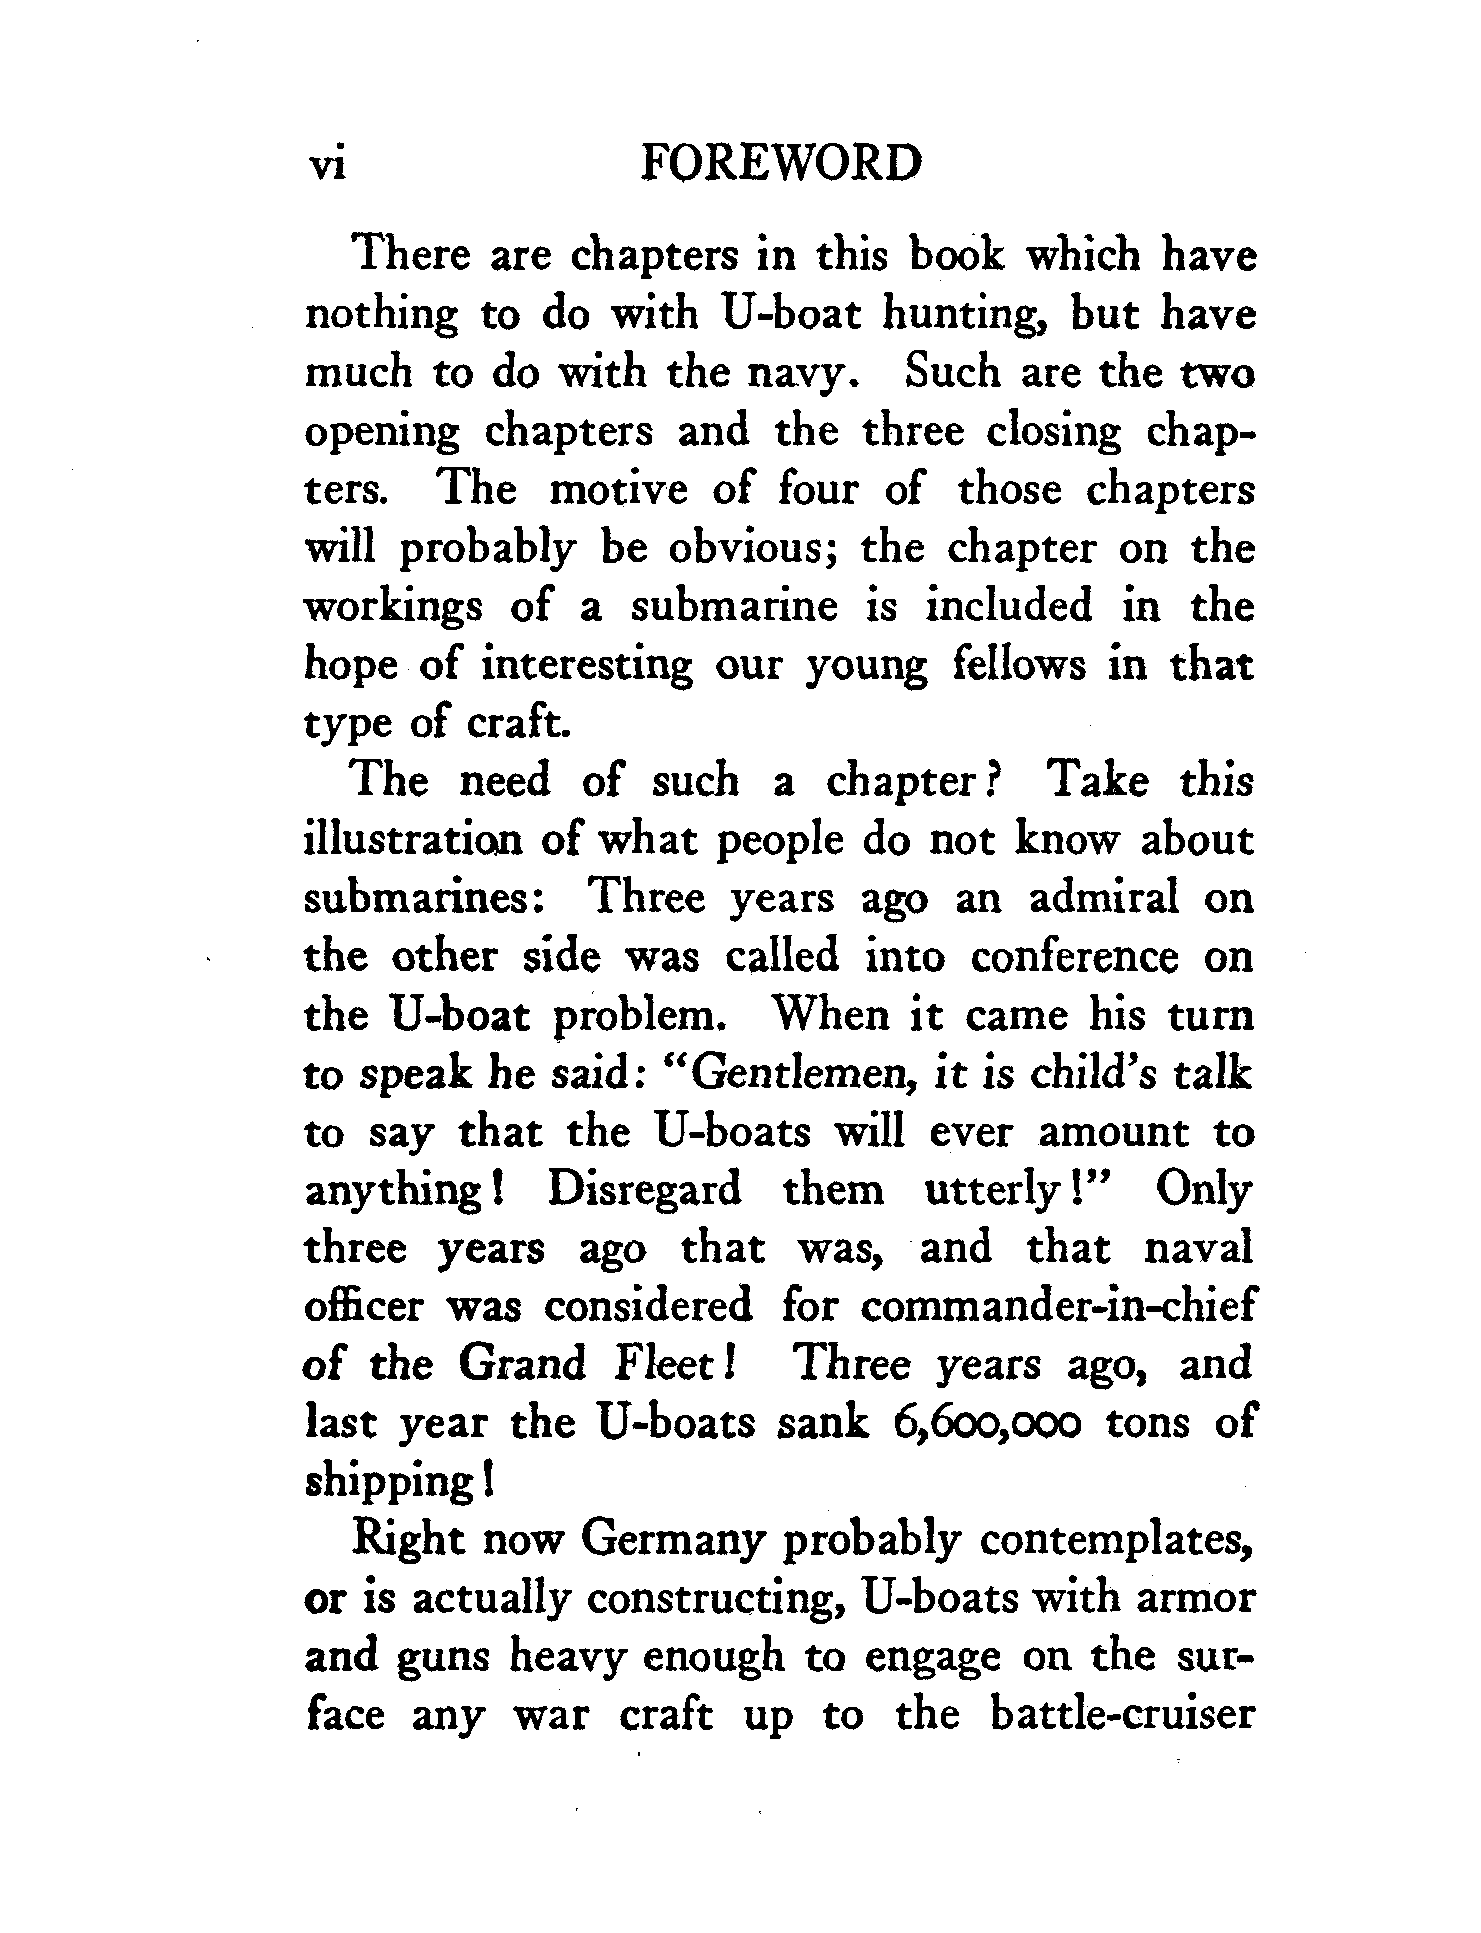 vi FOREWORD
There are chapters in this book which have
nothing to do with U-boat hunting, but have
much to do with the navy. Such are the two
opening chapters and the three closing chap-
ters. The motive of four of those chapters
will probably be obvious; the chapter on the
workings of a submarine is included in the
hope of interesting our young fellows in that
type of craft.
The need of such a chapter? Take this
illustration of what people do not know about
submarines: Three years ago an admiral on
the other side was called into conference on
the U-boat problem. When it came his turn
to speak he said: “Gentlemen, it is child’s talk
to say that the U-boats will ever amount to
anything! Disregard them utterly!” Only
three years ago that was, and that naval
officer was considered for commander-in-chief
of the Grand Fleet! Three years ago, and
last year the U-boats sank 6,600,000 tons of
shipping!
Right now Germany probably contemplates,
or is actually constructing, U-boats with armor
and guns heavy enough to engage on the sur-
face any war craft up to the battle-cruiser